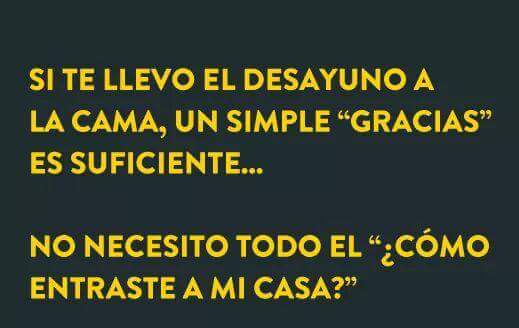 SI TE LLEVO EL DESAYUNO A
LA CAMA, UN SIMPLE “GRACIAS”
ES SUFICIENTE...
NO NECESITO TODO EL “¿CÓMO
ENTRASTE A MI CASA?”